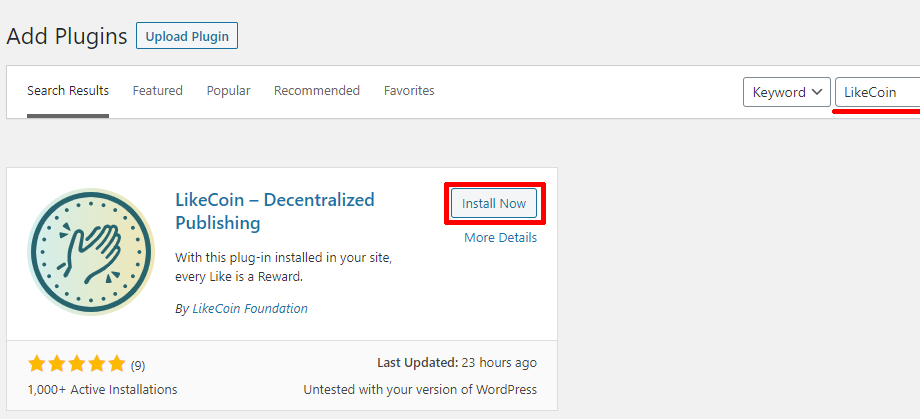 Add Plugins Upload Plugin
Search Results Featured Popular Recommended Favorites Keyword LikeCoin
LikeCoin – Decentralized
Publishing
Install Now
More Details
With this plug-in installed in your site,
every Like is a Reward.
By LikeCoin Foundation
(9)
Last Updated: 23 hours ago
1,000+ Active Installations
Untested with your version of WordPress